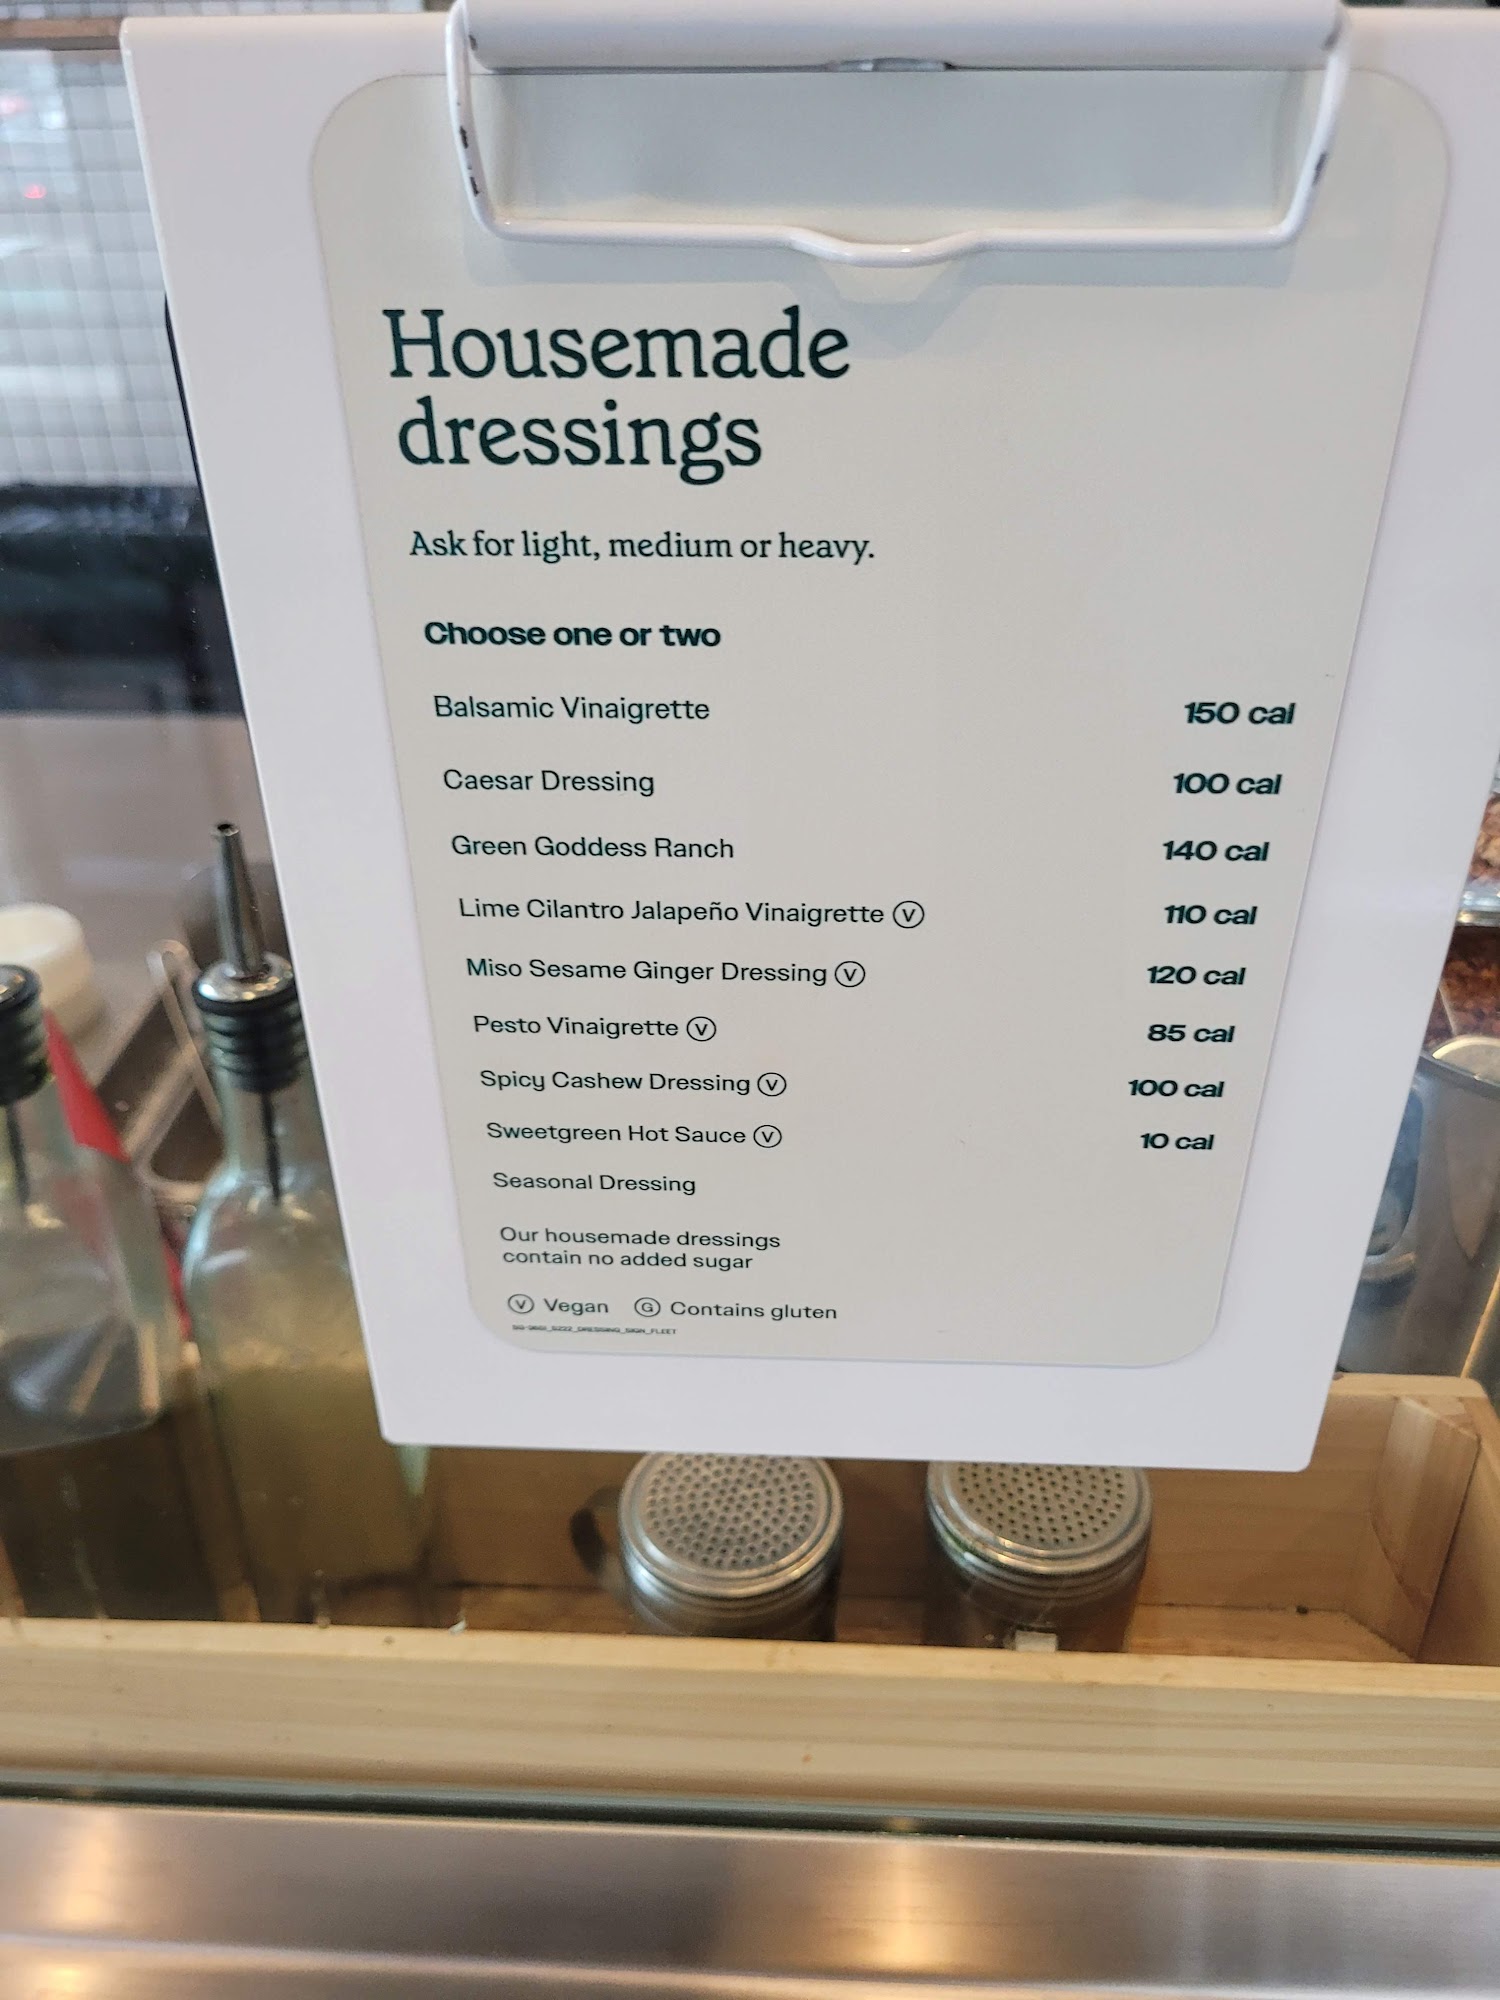 Housemade
dressings
Ask for light, medium or heavy.
Choose one or two
Balsamic Vinaigrette 150 cal
Caesar Dressing 100 cal
Green Goddess Ranch 140 cal
Lime Cilantro Jalapeño Vinaigrette Ⓥ 110 cal
Miso Sesame Ginger Dressing Ⓥ 120 cal
Pesto Vinaigrette Ⓥ 85 cal
Spicy Cashew Dressing Ⓥ 100 cal
Sweetgreen Hot Sauce Ⓥ 10 cal
Seasonal Dressing
Our housemade dressings
contain no added sugar
Ⓥ Vegan Ⓖ Contains gluten